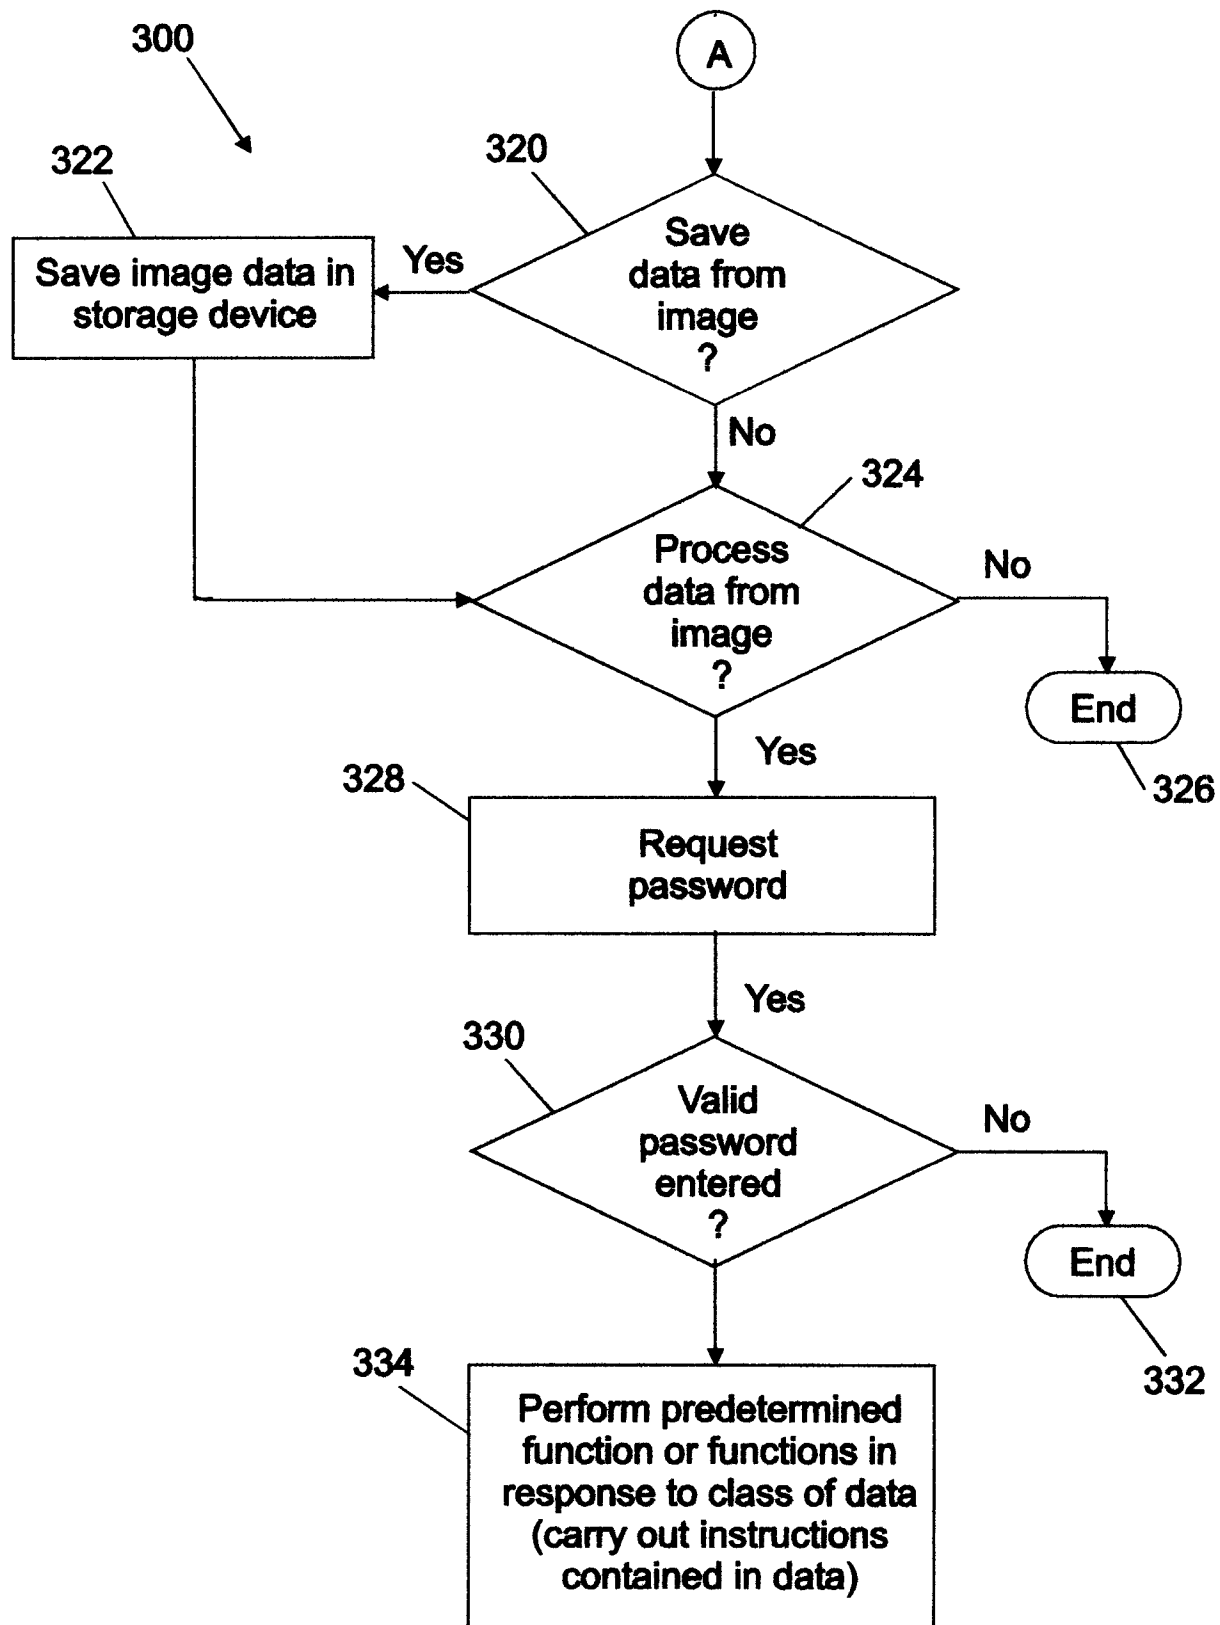 300
A
320
322
Save
data from
image
?
Yes
Save image data in
storage device
No
324
Process
data from
image
?
No
End
326
Yes
328
Request
password
Yes
330
Valid
password
entered
?
No
End
332
334
Perform predetermined
function or functions in
response to class of data
(carry out instructions
contained in data)